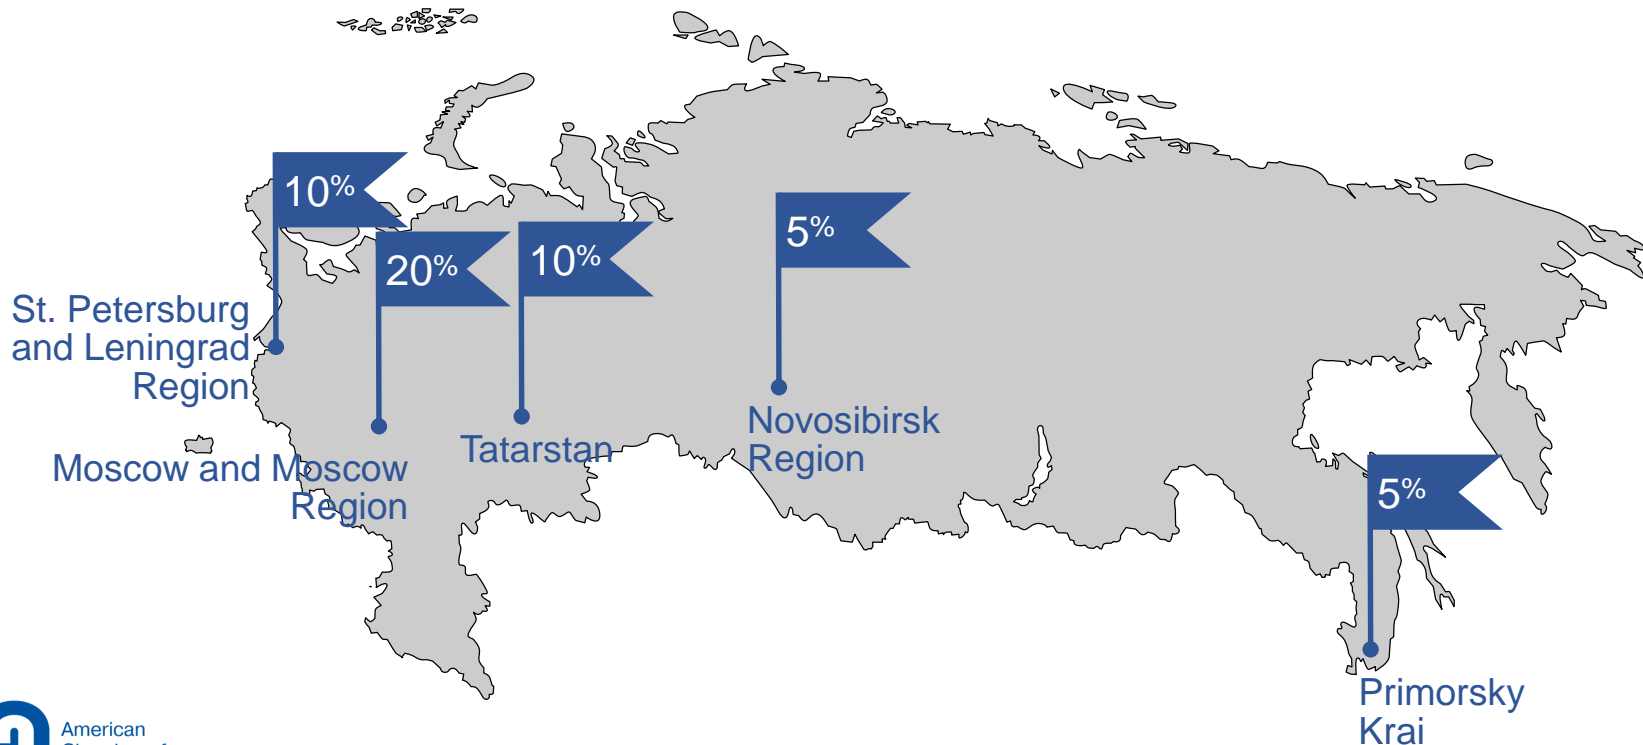 10%
20%
10%
5%
St. Petersburg
and Leningrad
Region
Moscow and Moscow
Region
Tatarstan
Novosibirsk
Region
5%
Primorsky
Krai
American